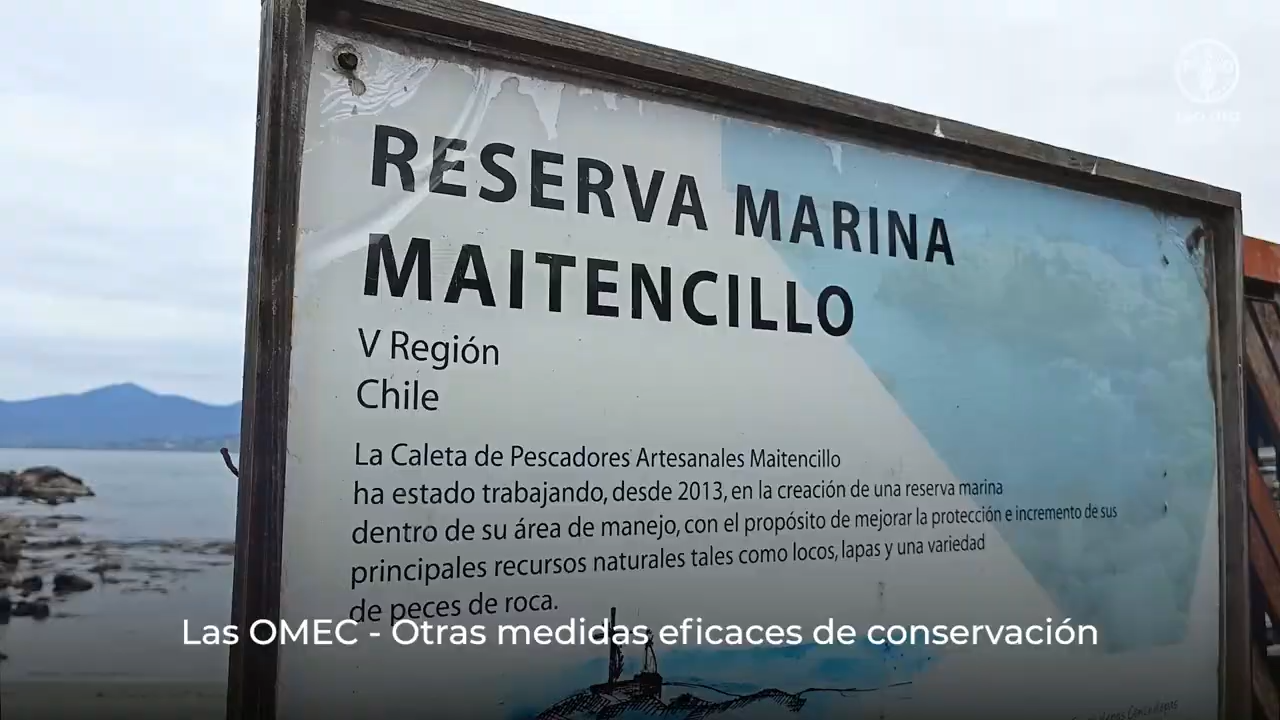 RESERVA MARINA
MAITENCILLO
V Región
Chile
La Caleta de Pescadores Artesanales Maitencillo
ha estado trabajando, desde 2013, en la creación de una reserva marina
dentro de su área de manejo, con el propósito de mejorar la protección e incremento de sus
principales recursos naturales tales como locos, lapas y una variedad
de peces de roca.
Las OMEC - Otras medidas eficaces de conservación